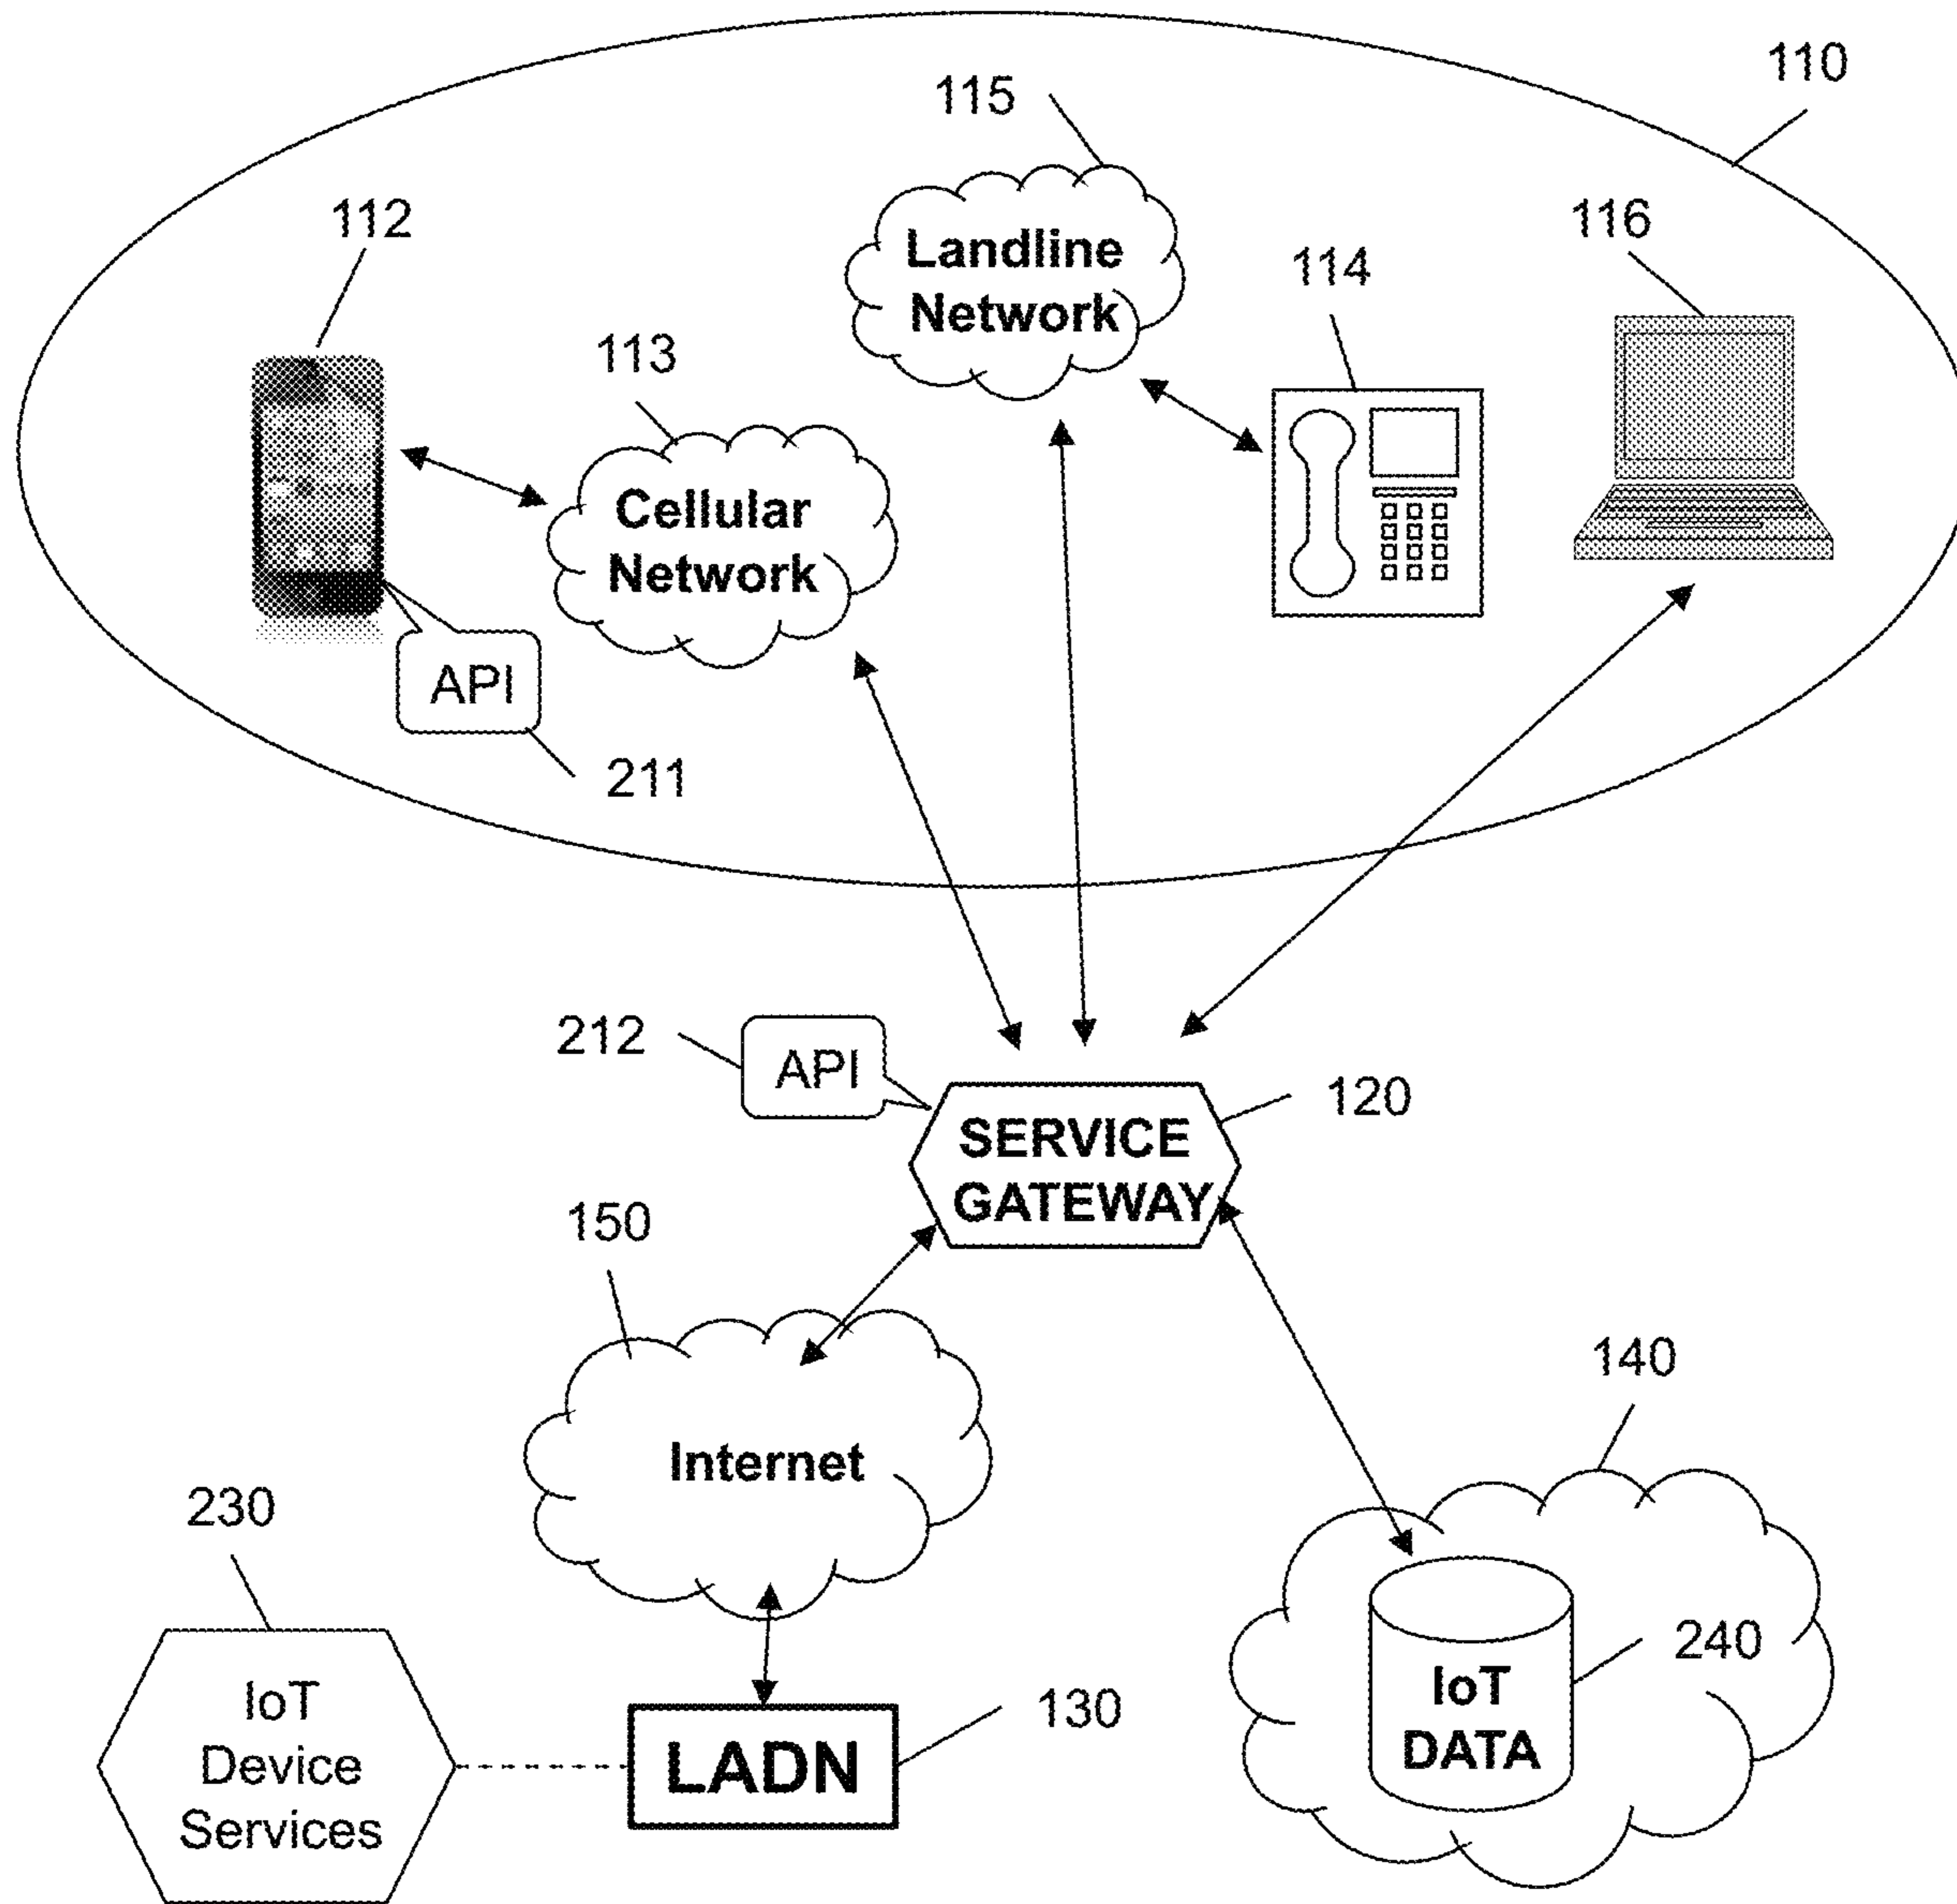 110
115
112
116
Landline
Network
114
113
Cellular
Network
API
211
212
API
120
SERVICE
GATEWAY
150
140
Internet
230
240
IoT
Device
Services
130
LADN
IoT
DATA